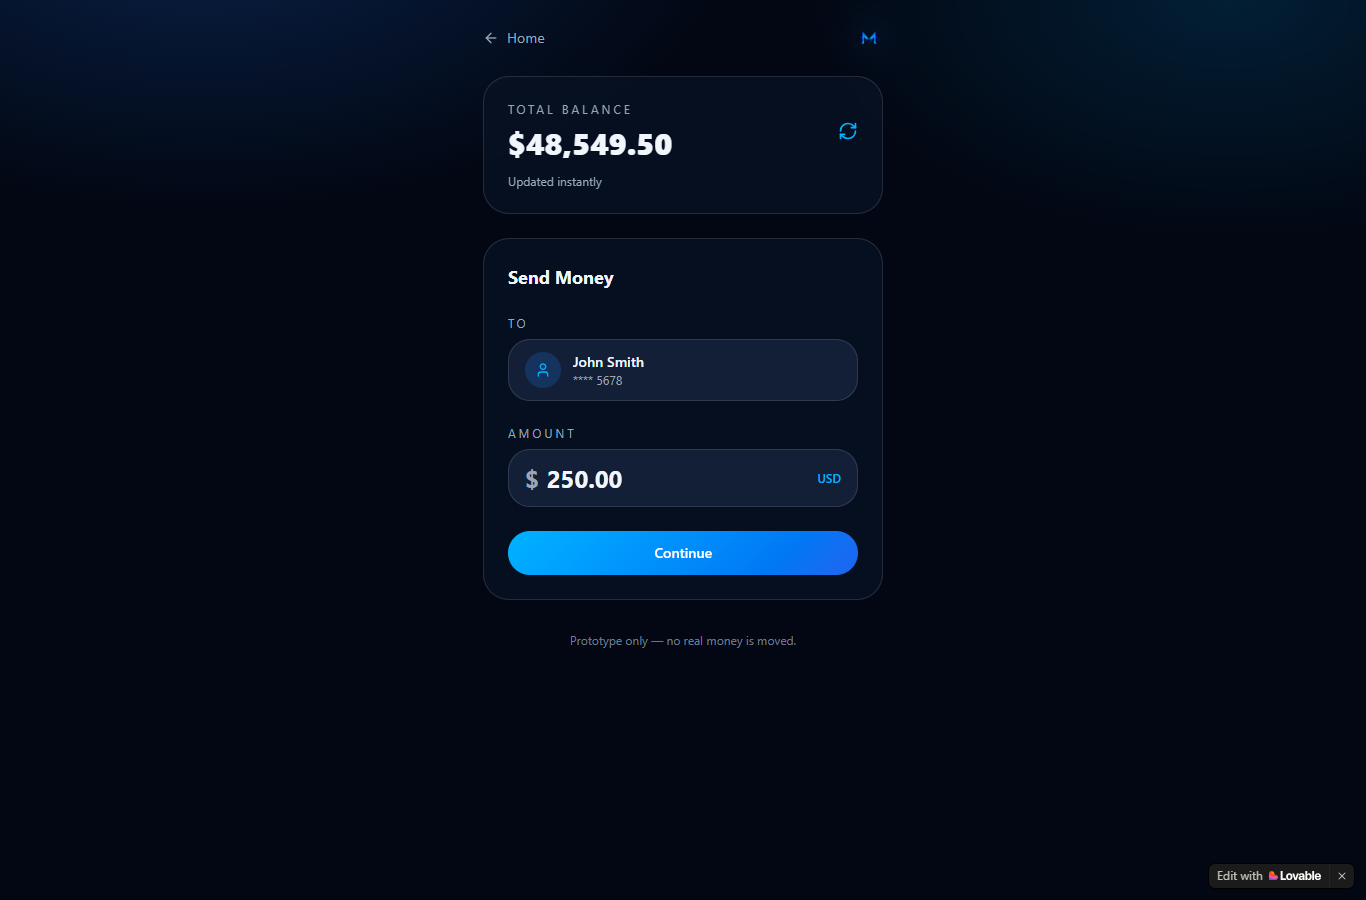 Home
TOTAL BALANCE
$48,549.50
Updated instantly
Send Money
TO
John Smith
**** 5678
AMOUNT
$ 250.00 USD
Continue
Prototype only — no real money is moved.
Edit with Lovable